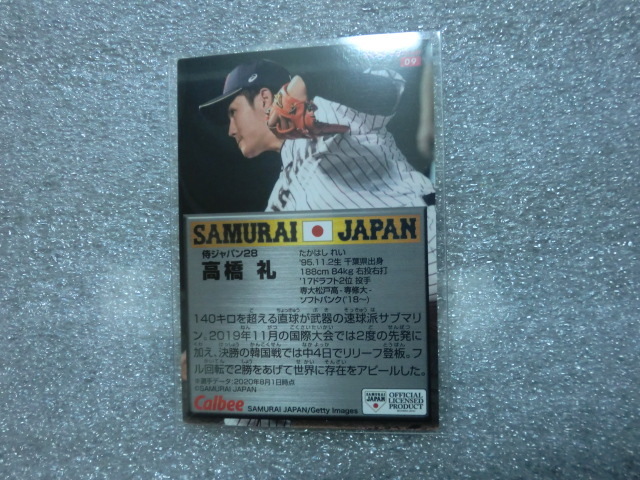 09
SAMURAI JAPAN
侍ジャパン28
高橋 礼
たかはし れい
'95.11.2生 千葉県出身
188cm 84kg 右投右打
'17ドラフト2位 投手
専大松戸高-専修大-
ソフトバンク('18〜)
140キロを超える直球が武器の速球派サブマリ
ン。2019年11月の国際大会では2度の先発に
加え、決勝の韓国戦では中4日でリリーフ登板。フ
ル回転で2勝をあげて世界に存在をアピールした。
※選手データ:2020年8月1日時点
©SAMURAI JAPAN
Calbee
SAMURAI JAPAN/Getty Images
SAMURAI
JAPAN
OFFICIAL
LICENSED
PRODUCT